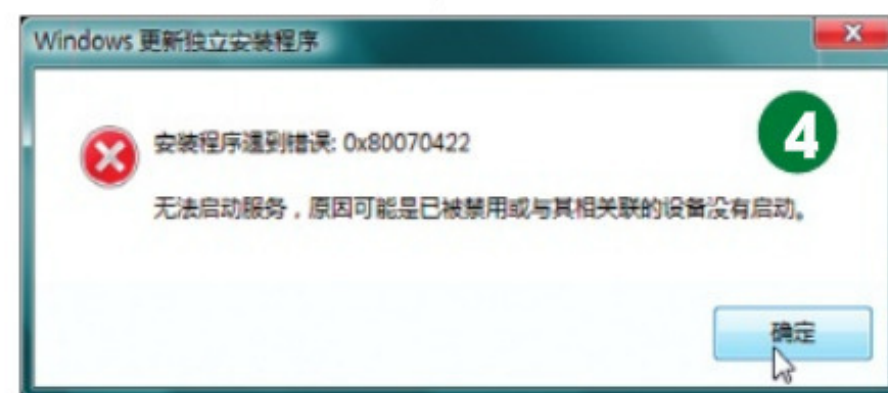 Windows 更新独立安装程序
安装程序遇到错误: 0x80070422
4
无法启动服务，原因可能是已被禁用或与其相关联的设备没有启动。
确定